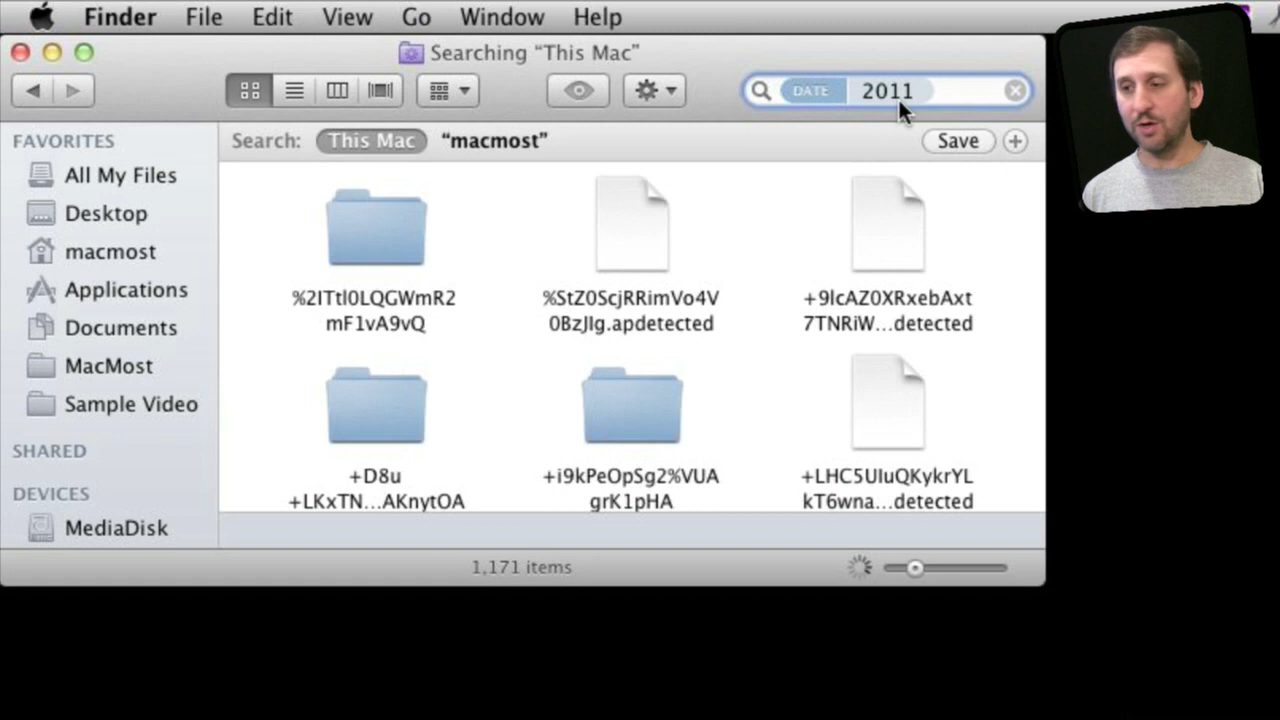 Finder File Edit View Go Window Help
Searching “This Mac”
DATE 2011
FAVORITES
All My Files
Desktop
macmost
Applications
Documents
MacMost
Sample Video
SHARED
DEVICES
MediaDisk
Search: This Mac “macmost” Save
%2ITtl0LQGWmR2
mF1vA9vQ
%StZ0ScjRRimVo4V
0BzJIg.apdetected
+9lcAZ0XRxebAxt
7TNRiW...detected
+D8u
+LKxTN...AKnytOA
+i9kPeOpSg2%VUA
grK1pHA
+LHC5UIuQKykrYL
kT6wna...detected
1,171 items